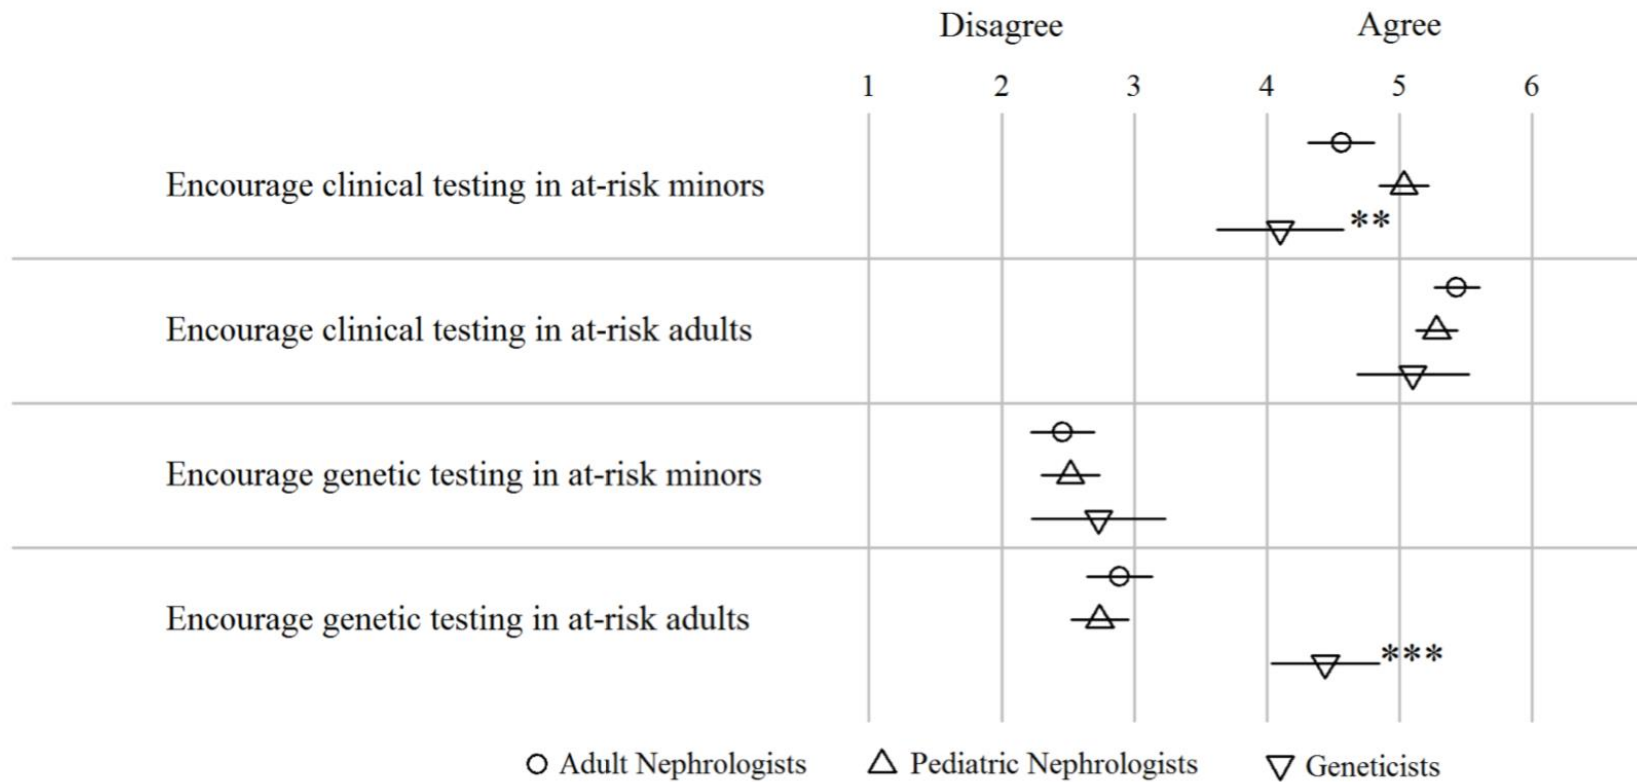 Disagree Agree
1 2 3 4 5 6
Encourage clinical testing in at-risk minors
**
Encourage clinical testing in at-risk adults
Encourage genetic testing in at-risk minors
Encourage genetic testing in at-risk adults
***
Adult Nephrologists Pediatric Nephrologists Geneticists